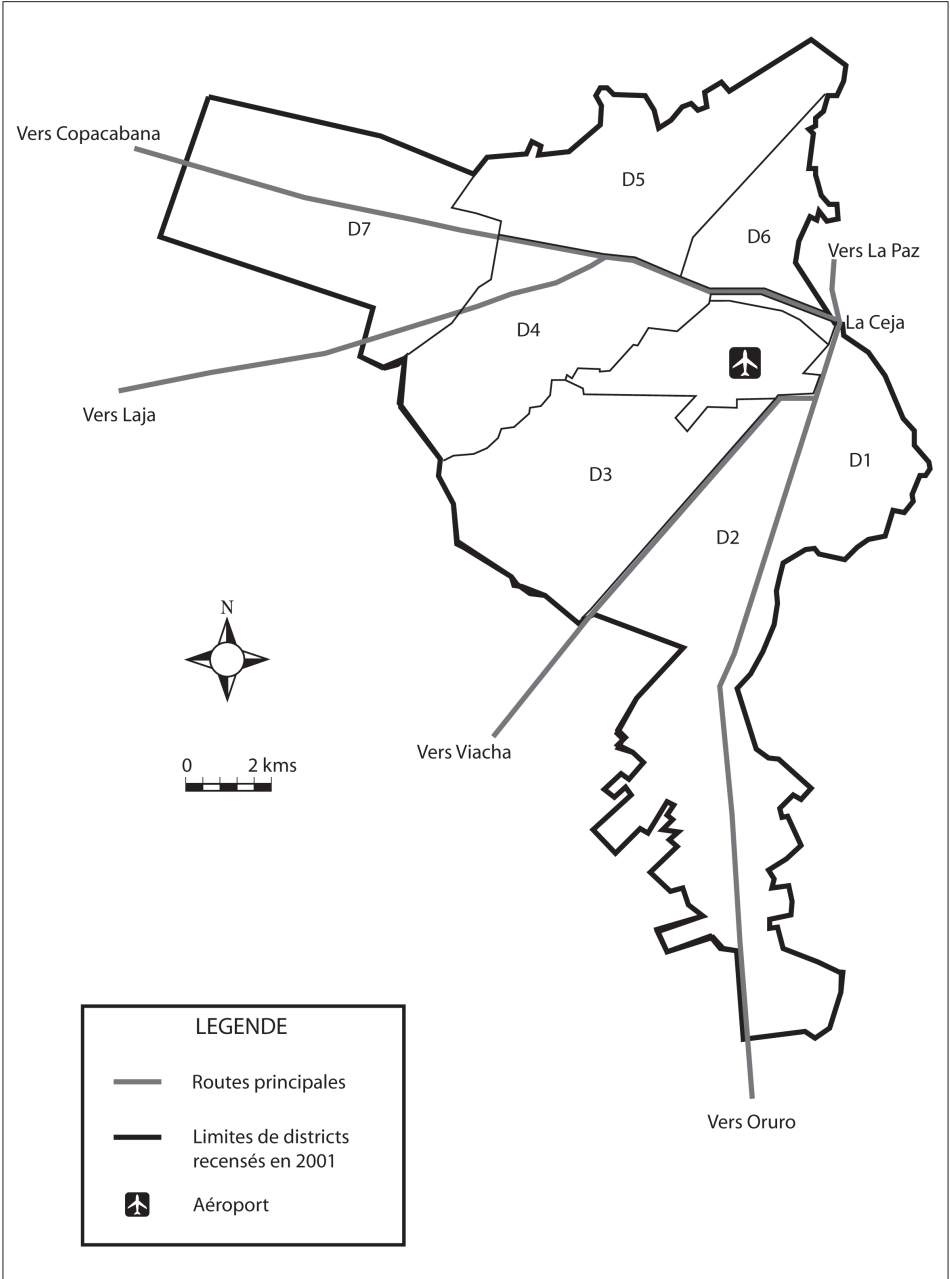 Vers Copacabana
D5
D7
D6
Vers La Paz
La Ceja
D4
Vers Laja
D1
D3
D2
N
Vers Viacha
0 2 kms
LEGENDE
Routes principales
Limites de districts
recensés en 2001
Aéroport
Vers Oruro